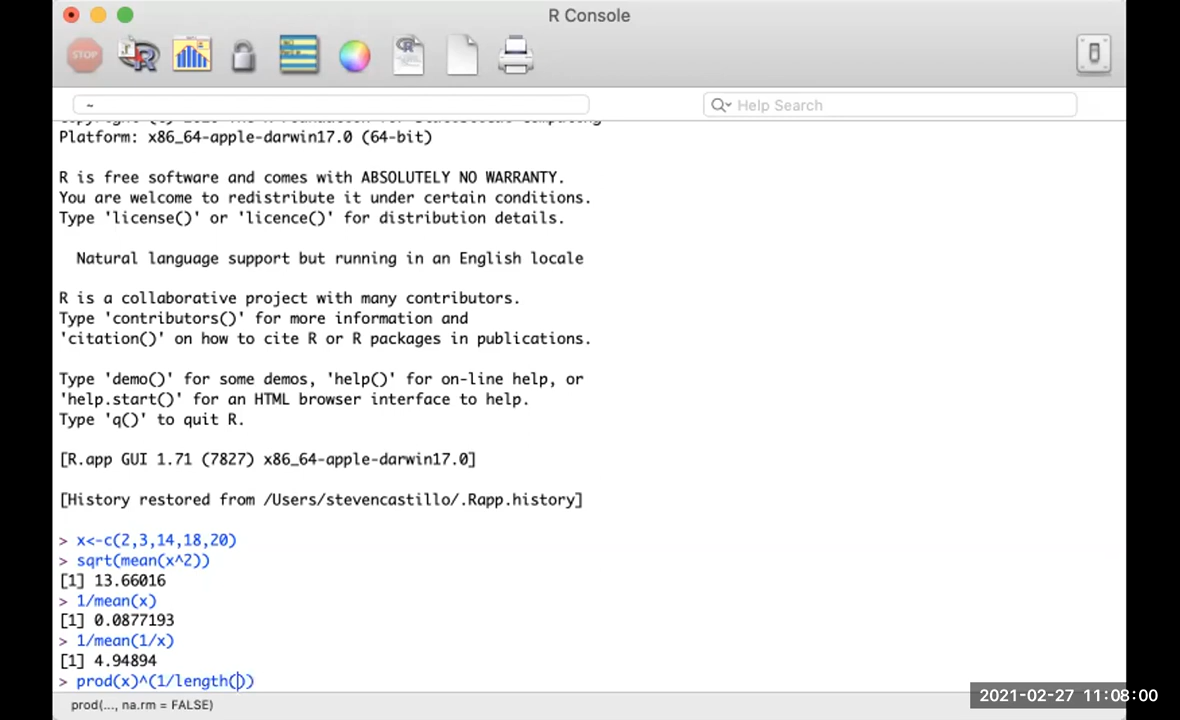 R Console
STOP
~
Help Search
Platform: x86_64-apple-darwin17.0 (64-bit)
R is free software and comes with ABSOLUTELY NO WARRANTY.
You are welcome to redistribute it under certain conditions.
Type 'license()' or 'licence()' for distribution details.
Natural language support but running in an English locale
R is a collaborative project with many contributors.
Type 'contributors()' for more information and
'citation()' on how to cite R or R packages in publications.
Type 'demo()' for some demos, 'help()' for on-line help, or
'help.start()' for an HTML browser interface to help.
Type 'q()' to quit R.
[R.app GUI 1.71 (7827) x86_64-apple-darwin17.0]
[History restored from /Users/stevencastillo/.Rapp.history]
> x<-c(2,3,14,18,20)
> sqrt(mean(x^2))
[1] 13.66016
> 1/mean(x)
[1] 0.0877193
> 1/mean(1/x)
[1] 4.94894
> prod(x)^(1/length())
prod(..., na.rm = FALSE)
2021-02-27 11:08:00